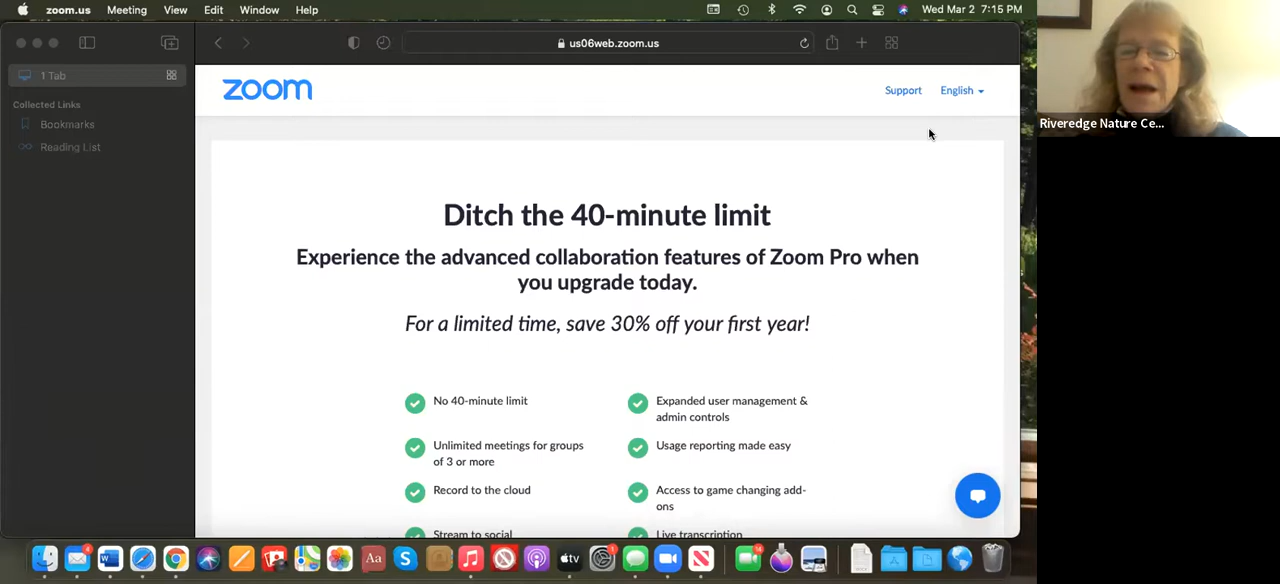 zoom.us Meeting View Edit Window Help Wed Mar 2 7:15 PM
us06web.zoom.us
1 Tab
Collected Links
Bookmarks
Reading List
zoom
Support English
Riveredge Nature Ce...
Ditch the 40-minute limit
Experience the advanced collaboration features of Zoom Pro when
you upgrade today.
For a limited time, save 30% off your first year!
No 40-minute limit
Unlimited meetings for groups
of 3 or more
Record to the cloud
Stream to social
Expanded user management &
admin controls
Usage reporting made easy
Access to game changing add-
ons
Live transcription
Aa
tv